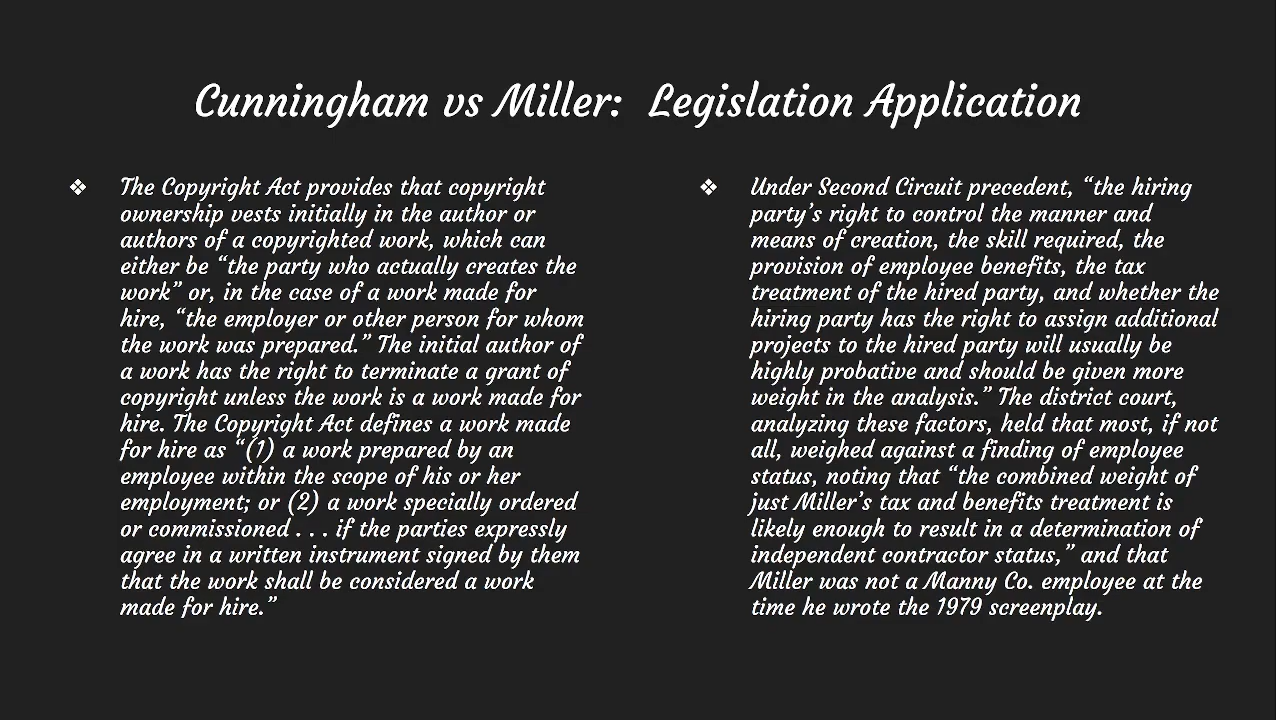 Cunningham vs Miller: Legislation Application
❖ The Copyright Act provides that copyright
ownership vests initially in the author or
authors of a copyrighted work, which can
either be “the party who actually creates the
work” or, in the case of a work made for
hire, “the employer or other person for whom
the work was prepared.” The initial author of
a work has the right to terminate a grant of
copyright unless the work is a work made for
hire. The Copyright Act defines a work made
for hire as “(1) a work prepared by an
employee within the scope of his or her
employment; or (2) a work specially ordered
or commissioned . . . if the parties expressly
agree in a written instrument signed by them
that the work shall be considered a work
made for hire.”
❖ Under Second Circuit precedent, “the hiring
party’s right to control the manner and
means of creation, the skill required, the
provision of employee benefits, the tax
treatment of the hired party, and whether the
hiring party has the right to assign additional
projects to the hired party will usually be
highly probative and should be given more
weight in the analysis.” The district court,
analyzing these factors, held that most, if not
all, weighed against a finding of employee
status, noting that “the combined weight of
just Miller’s tax and benefits treatment is
likely enough to result in a determination of
independent contractor status,” and that
Miller was not a Manny Co. employee at the
time he wrote the 1979 screenplay.